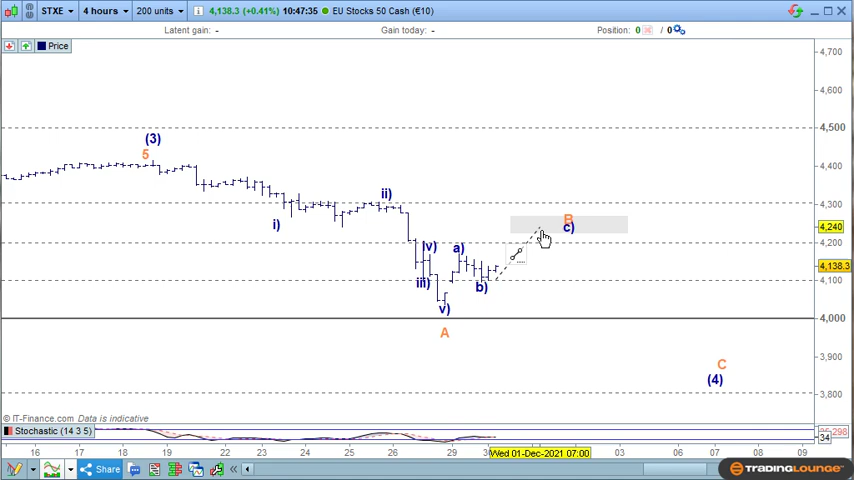 STXE 4 hours 200 units 4,138.3 (+0.41%) 10:47:35 EU Stocks 50 Cash (€10)
Latent gain: - Gain today: - Position: 0 / 0
Price
4,700
4,600
4,500
(3)
5
4,400
4,300
ii)
i)
B
c)
4,240
4,200
iv)
a)
4,138.3
iii)
b)
4,100
v)
4,000
A
3,900
C
(4)
3,800
© IT-Finance.com Data is indicative
Stochastic (14 3 5)
34
16 17 18 19 22 23 24 25 26 29 Wed 01-Dec-2021 07:00 03 06 07 08 09
Share
TRADINGLOUNGE